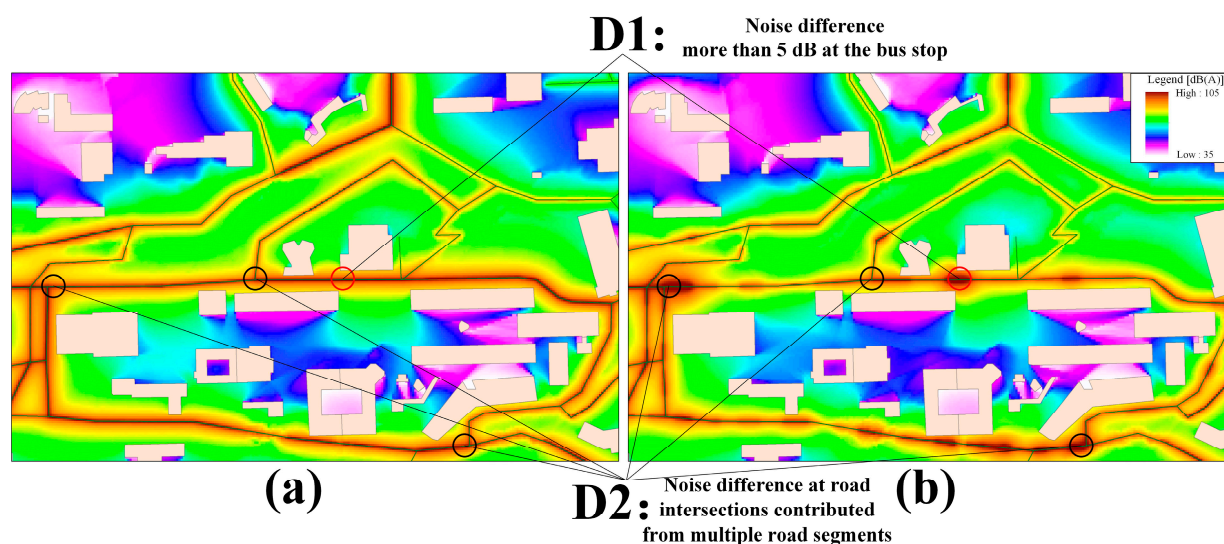 D1: Noise difference
more than 5 dB at the bus stop
Legend [dB(A)]
High : 105
Low : 35
(a)
(b)
D2: Noise difference at road
intersections contributed
from multiple road segments